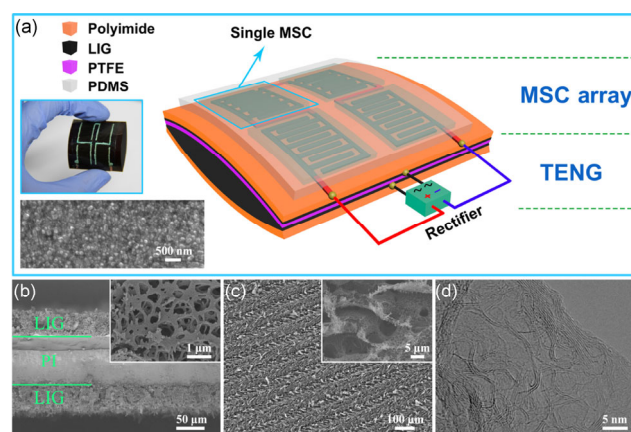 (a)
Polyimide
LIG
PTFE
PDMS
Single MSC
MSC array
TENG
+ -
Rectifier
500 nm
(b)
LIG
PI
LIG
1 µm
50 µm
(c)
5 µm
100 µm
(d)
5 nm